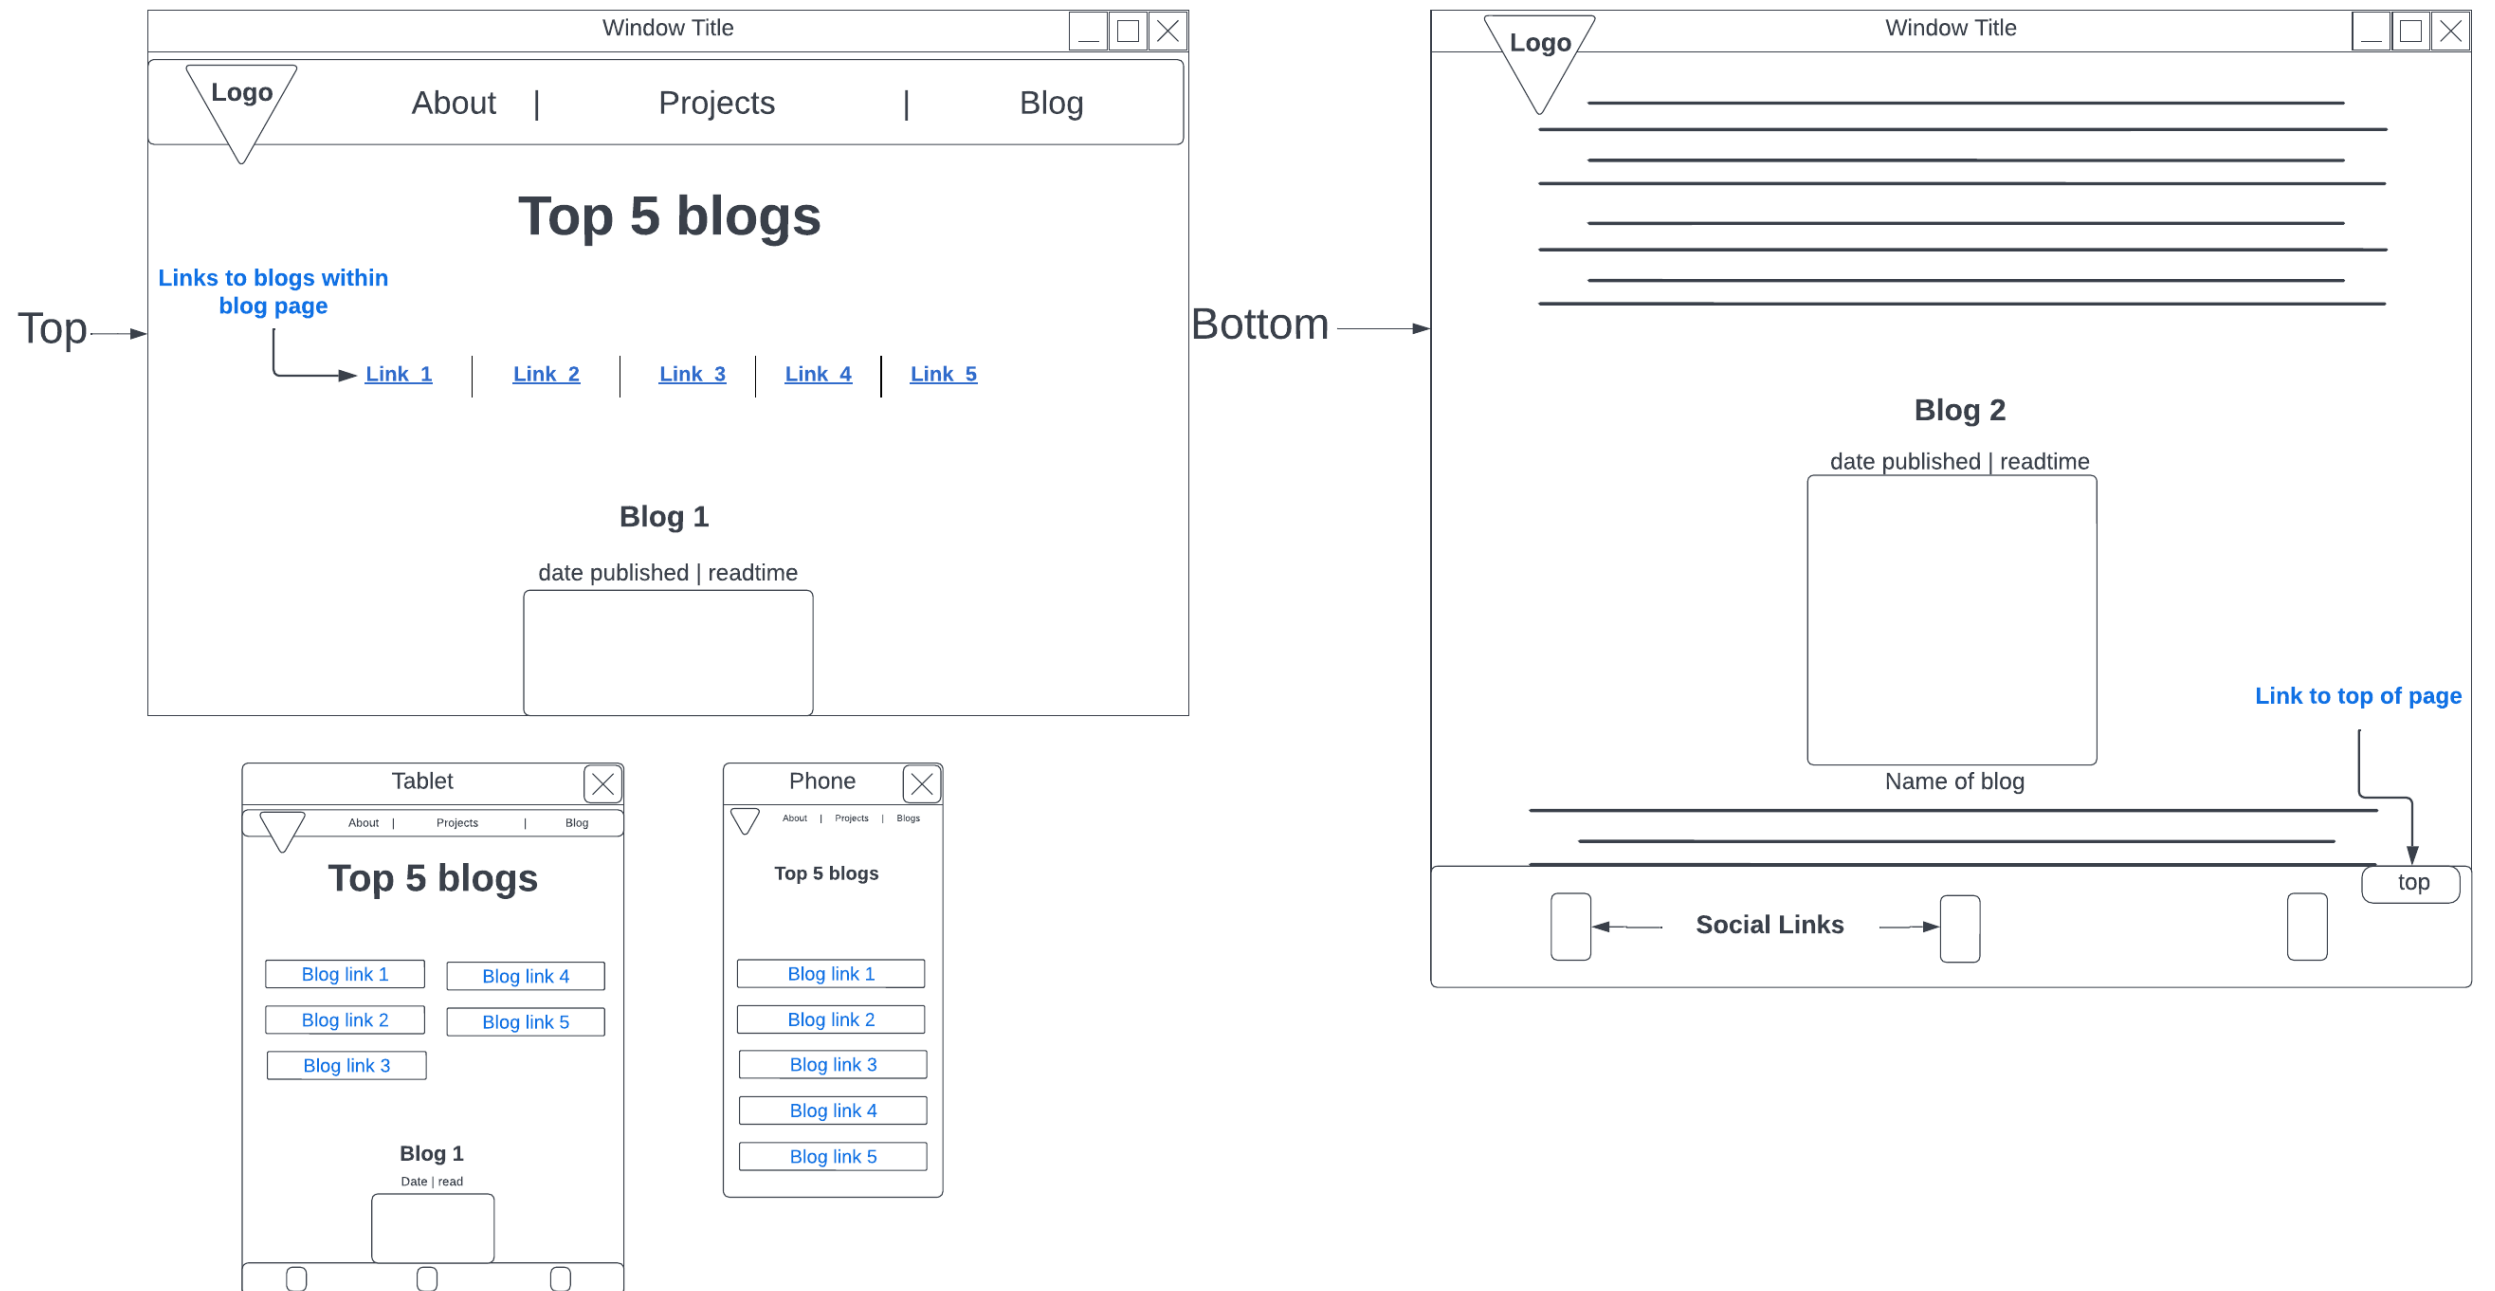 Window Title
Logo
About | Projects | Blog
Top 5 blogs
Links to blogs within
blog page
Top
Link 1
Link 2
Link 3
Link 4
Link 5
Blog 1
date published | readtime
Window Title
Logo
Bottom
Blog 2
date published | readtime
Link to top of page
Name of blog
top
Social Links
Tablet
About | Projects | Blog
Top 5 blogs
Blog link 1
Blog link 4
Blog link 2
Blog link 5
Blog link 3
Blog 1
Date | read
Phone
About | Projects | Blogs
Top 5 blogs
Blog link 1
Blog link 2
Blog link 3
Blog link 4
Blog link 5